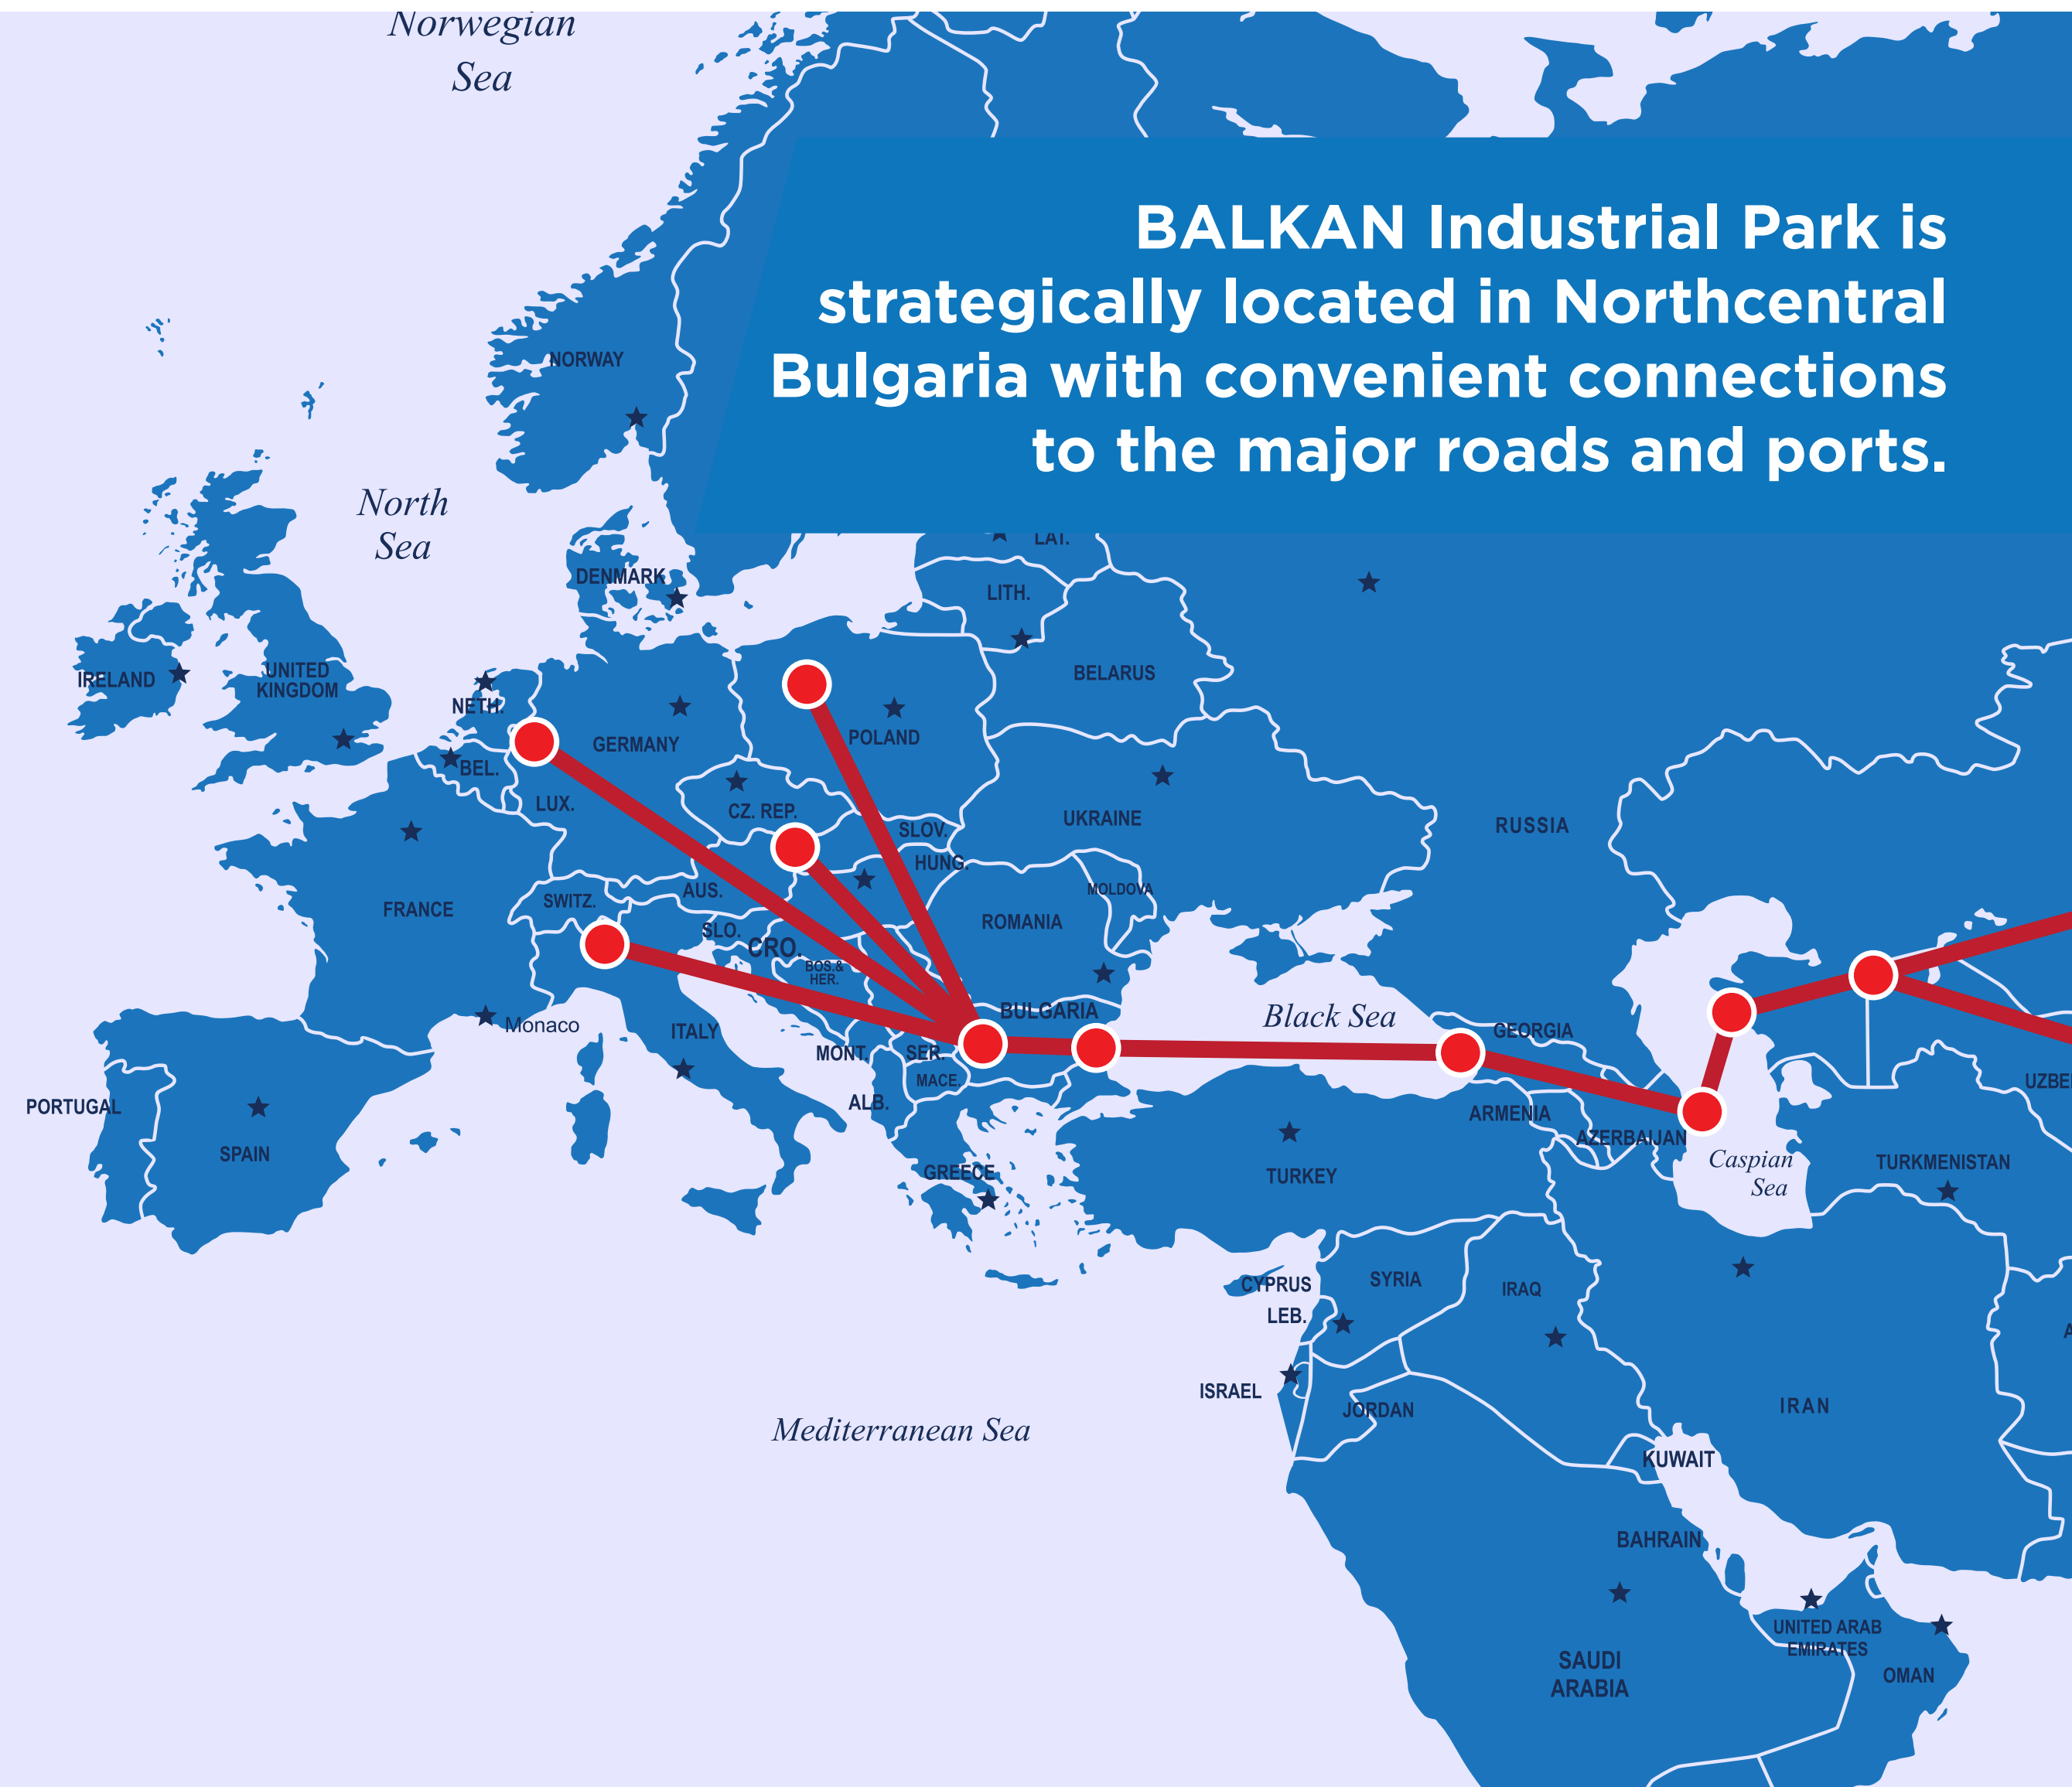 Norwegian
Sea
BALKAN Industrial Park is
strategically located in Northcentral
Bulgaria with convenient connections
to the major roads and ports.
NORWAY
North
Sea
LAT.
DENMARK
LITH.
IRELAND
UNITED
KINGDOM
BELARUS
NETH.
GERMANY
POLAND
BEL.
LUX.
CZ. REP.
UKRAINE
RUSSIA
SLOV.
HUNG.
MOLDOVA
AUS.
SWITZ.
FRANCE
ROMANIA
SLO.
CRO.
BOS.&
HER.
BULGARIA
Black Sea
Monaco
ITALY
GEORGIA
MONT.
SER.
MACE.
UZBE
PORTUGAL
ALB.
ARMENIA
AZERBAIJAN
SPAIN
Caspian
Sea
TURKMENISTAN
GREECE
TURKEY
CYPRUS
SYRIA
IRAQ
LEB.
ISRAEL
JORDAN
IRAN
Mediterranean Sea
KUWAIT
BAHRAIN
UNITED ARAB
EMIRATES
SAUDI
ARABIA
OMAN